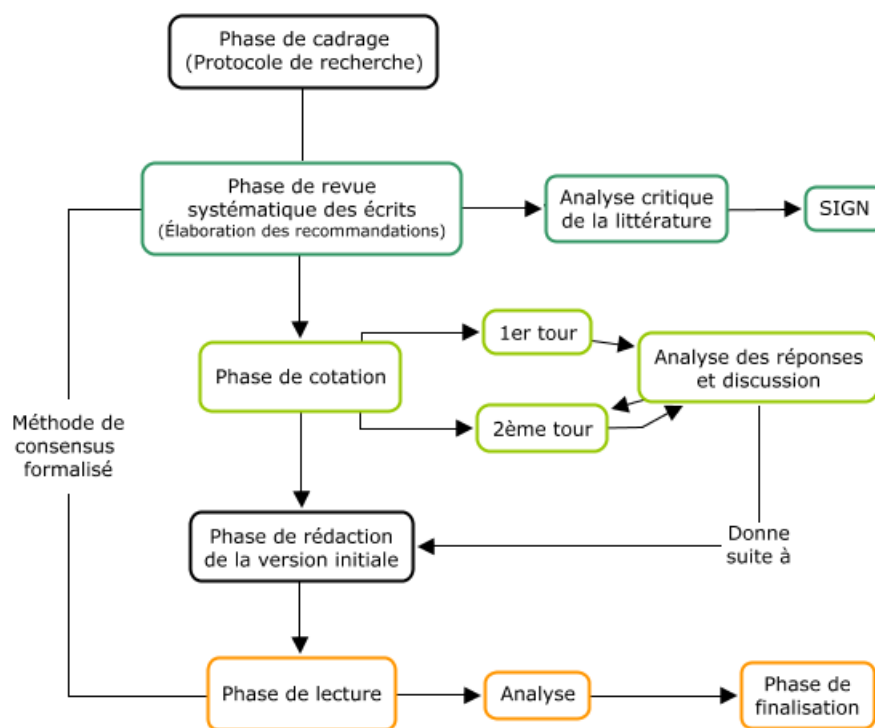 Phase de cadrage
(Protocole de recherche)
Phase de revue
systématique des écrits
(Élaboration des recommandations)
Analyse critique
de la littérature
SIGN
1er tour
Phase de cotation
Analyse des réponses
et discussion
2ème tour
Méthode de
consensus
formalisé
Phase de rédaction
de la version initiale
Donne
suite à
Phase de lecture
Analyse
Phase de
finalisation